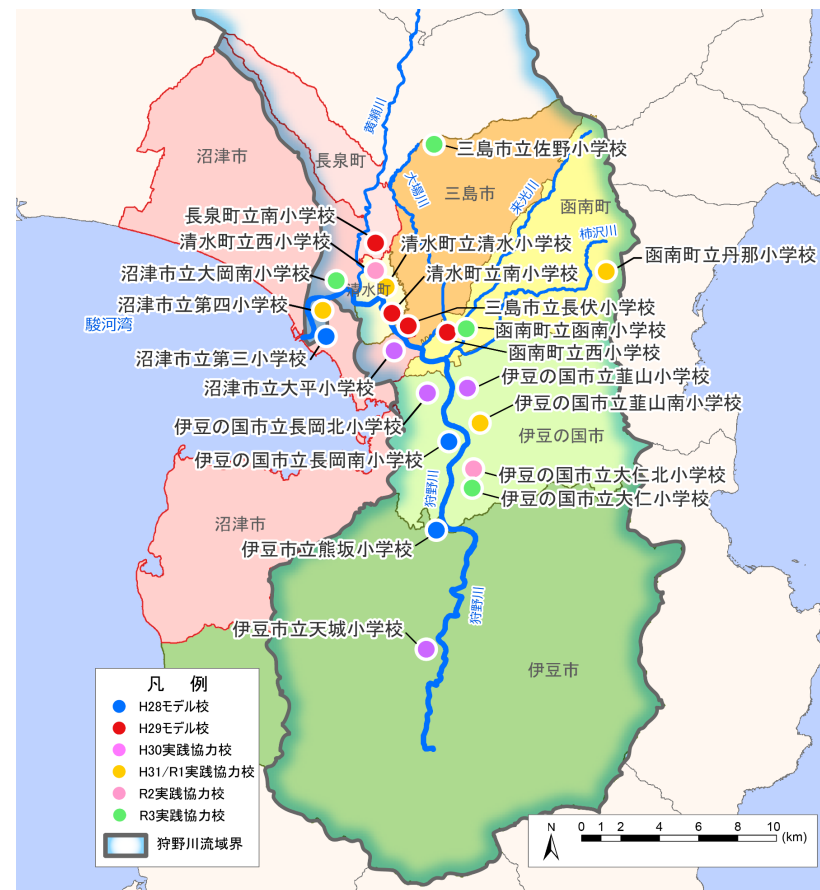 黄瀬川
沼津市
長泉町
三島市立佐野小学校
大場川
三島市
来光川
函南町
柿沢川
長泉町立南小学校
清水町立西小学校
清水町立清水小学校
函南町立丹那小学校
沼津市立大岡南小学校
清水町立南小学校
清水町
沼津市立第四小学校
三島市立長伏小学校
駿河湾
函南町立函南小学校
沼津市立第三小学校
函南町立西小学校
沼津市立大平小学校
伊豆の国市立韮山小学校
伊豆の国市立長岡北小学校
伊豆の国市立韮山南小学校
伊豆の国市
伊豆の国市立長岡南小学校
伊豆の国市立大仁北小学校
狩野川
伊豆の国市立大仁小学校
沼津市
伊豆市立熊坂小学校
狩野川
伊豆市立天城小学校
伊豆市
凡 例
H28モデル校
H29モデル校
H30実践協力校
H31/R1実践協力校
R2実践協力校
R3実践協力校
狩野川流域界
N
0 1 2 4 6 8 10
(km)